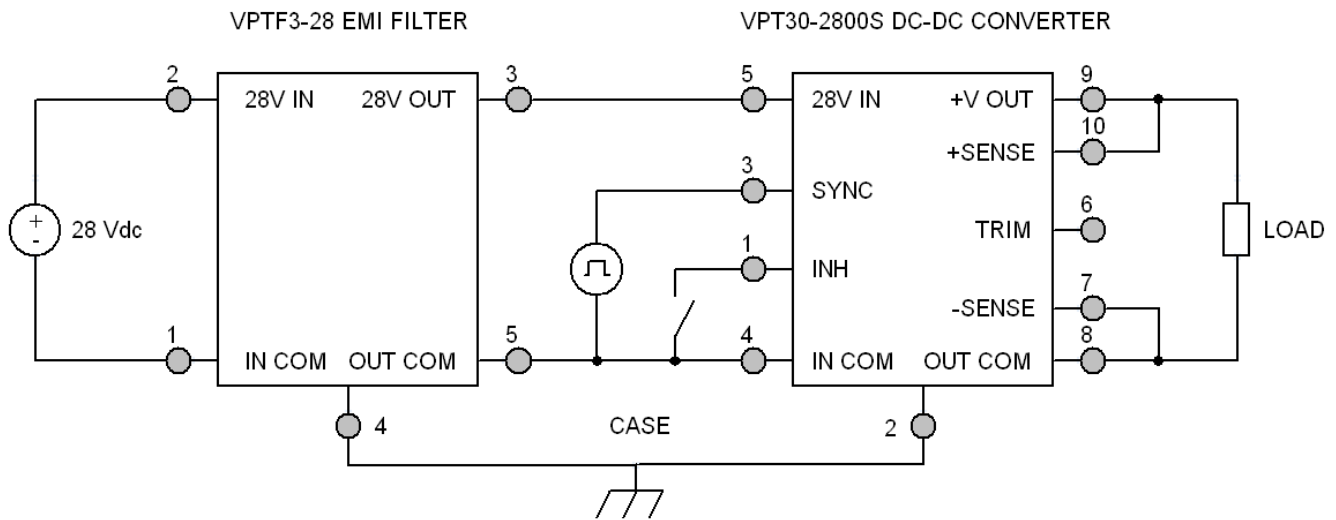 VPTF3-28 EMI FILTER VPT30-2800S DC-DC CONVERTER
2 3 5 9
28V IN 28V OUT 28V IN +V OUT
10
+SENSE
3
SYNC
6
+
-
28 Vdc TRIM LOAD
1
INH
7
-SENSE
1 5 4 8
IN COM OUT COM IN COM OUT COM
4 CASE 2